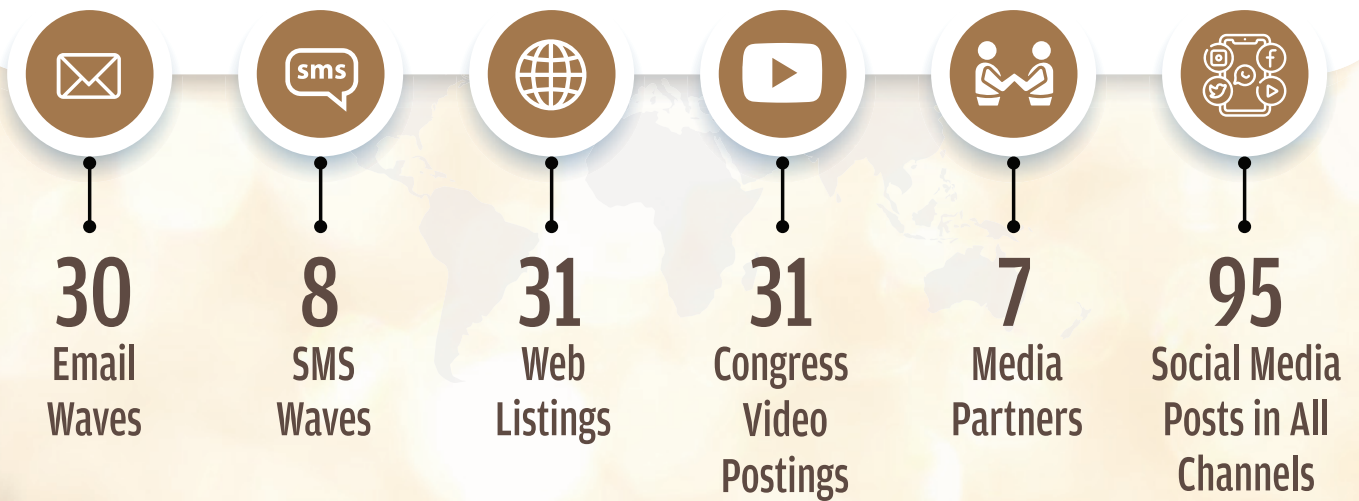 sms
30
Email
Waves
8
SMS
Waves
31
Web
Listings
31
Congress
Video
Postings
7
Media
Partners
95
Social Media
Posts in All
Channels